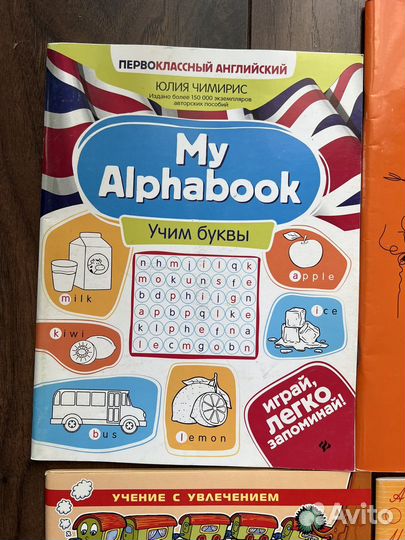 ПЕРВОКЛАССНЫЙ АНГЛИЙСКИЙ
ЮЛИЯ ЧИМИРИС
Издано более 150 000 экземпляров
авторских пособий
My
Alphabook
Учим буквы
milk
apple
n h m j i l q k
m o k u n s f e
b d p h i j g n
a p b p q l k e
k l p h e f n a
l e c m g o b n
ice
kiwi
bus
lemon
играй,
легко
запоминай!
УЧЕНИЕ С УВЛЕЧЕНИЕМ
Avito